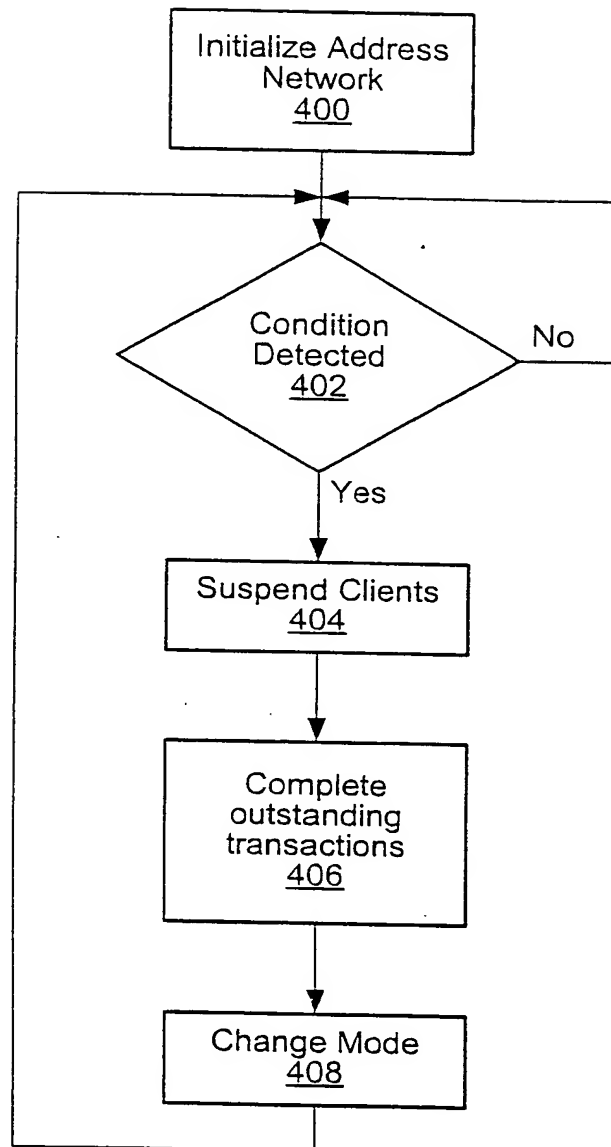 Initialize Address
Network
400
Condition
Detected
402
No
Yes
Suspend Clients
404
Complete
outstanding
transactions
406
Change Mode
408